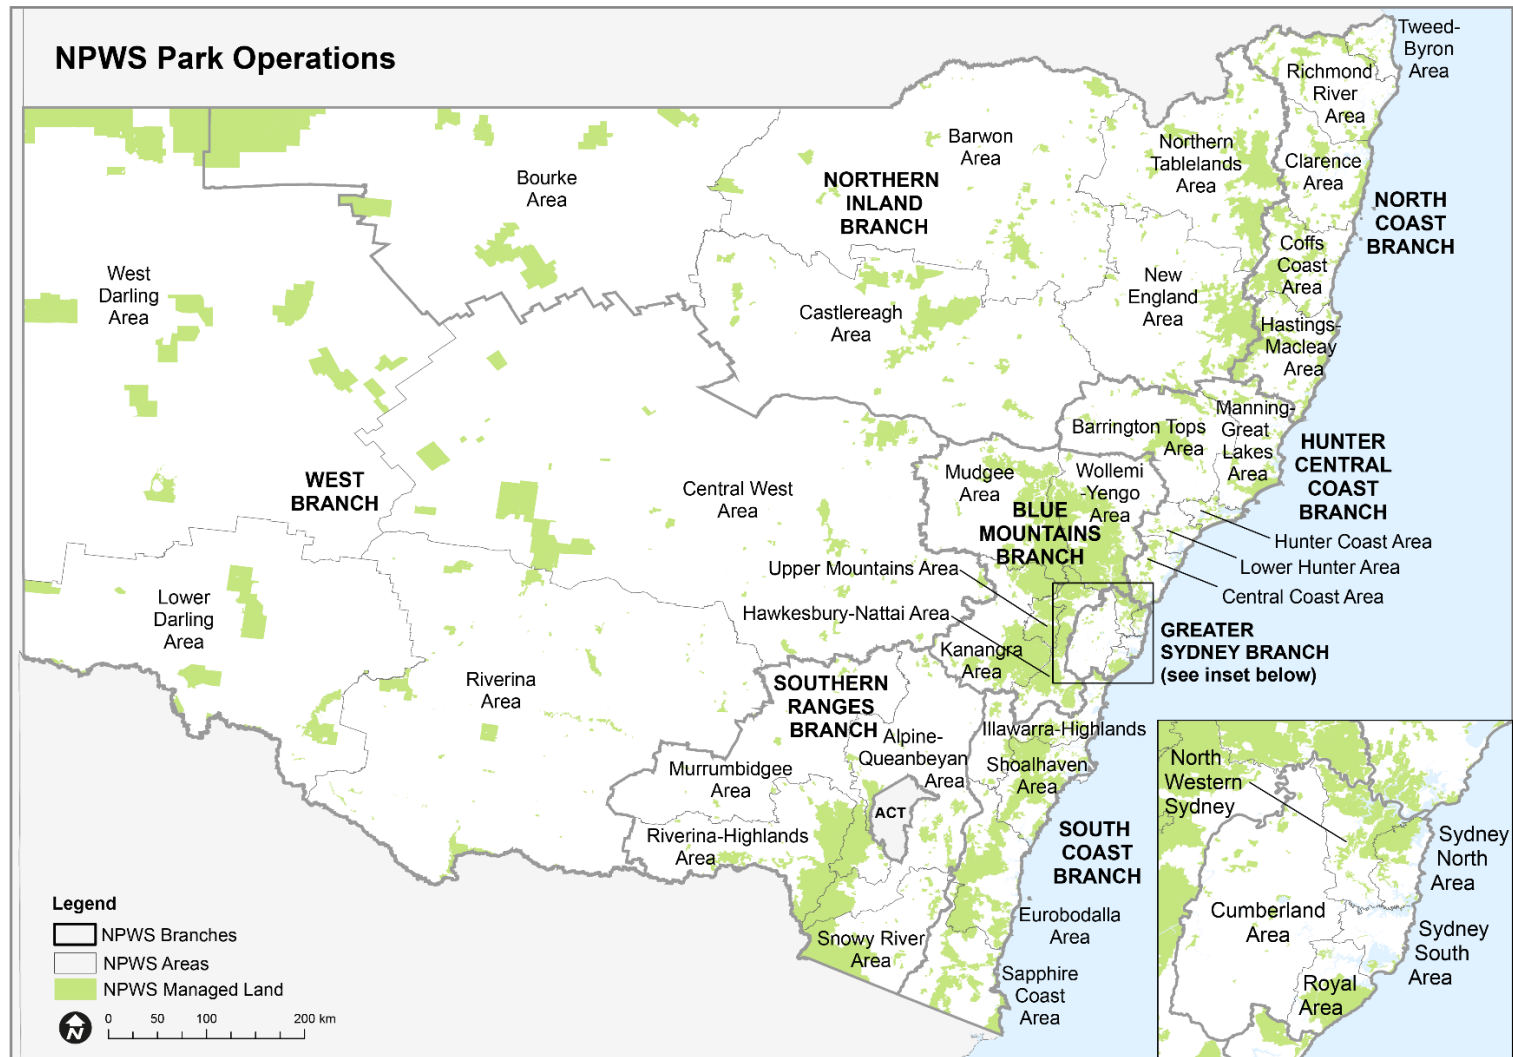 NPWS Park Operations
Tweed-
Byron
Area
Richmond
River
Area
Barwon
Area
Northern
Tablelands
Area
Clarence
Area
Bourke
Area
NORTHERN
INLAND
BRANCH
NORTH
COAST
BRANCH
Coffs
Coast
Area
West
Darling
Area
New
England
Area
Castlereagh
Area
Hastings-
Macleay
Area
Manning-
Great
Lakes
Area
Barrington Tops
Area
HUNTER
CENTRAL
COAST
BRANCH
WEST
BRANCH
Central West
Area
Mudgee
Area
Wollemi
-Yengo
Area
BLUE
MOUNTAINS
BRANCH
Hunter Coast Area
Lower Hunter Area
Central Coast Area
Upper Mountains Area
Hawkesbury-Nattai Area
Lower
Darling
Area
Kanangra
Area
GREATER
SYDNEY BRANCH
(see inset below)
Riverina
Area
SOUTHERN
RANGES
BRANCH
Illawarra-Highlands
Alpine-
Queanbeyan
Area
Shoalhaven
Area
Murrumbidgee
Area
ACT
Riverina-Highlands
Area
SOUTH
COAST
BRANCH
Eurobodalla
Area
Snowy River
Area
Sapphire
Coast
Area
North
Western
Sydney
Sydney
North
Area
Cumberland
Area
Sydney
South
Area
Royal
Area
Legend
NPWS Branches
NPWS Areas
NPWS Managed Land
N
0 50 100 200 km